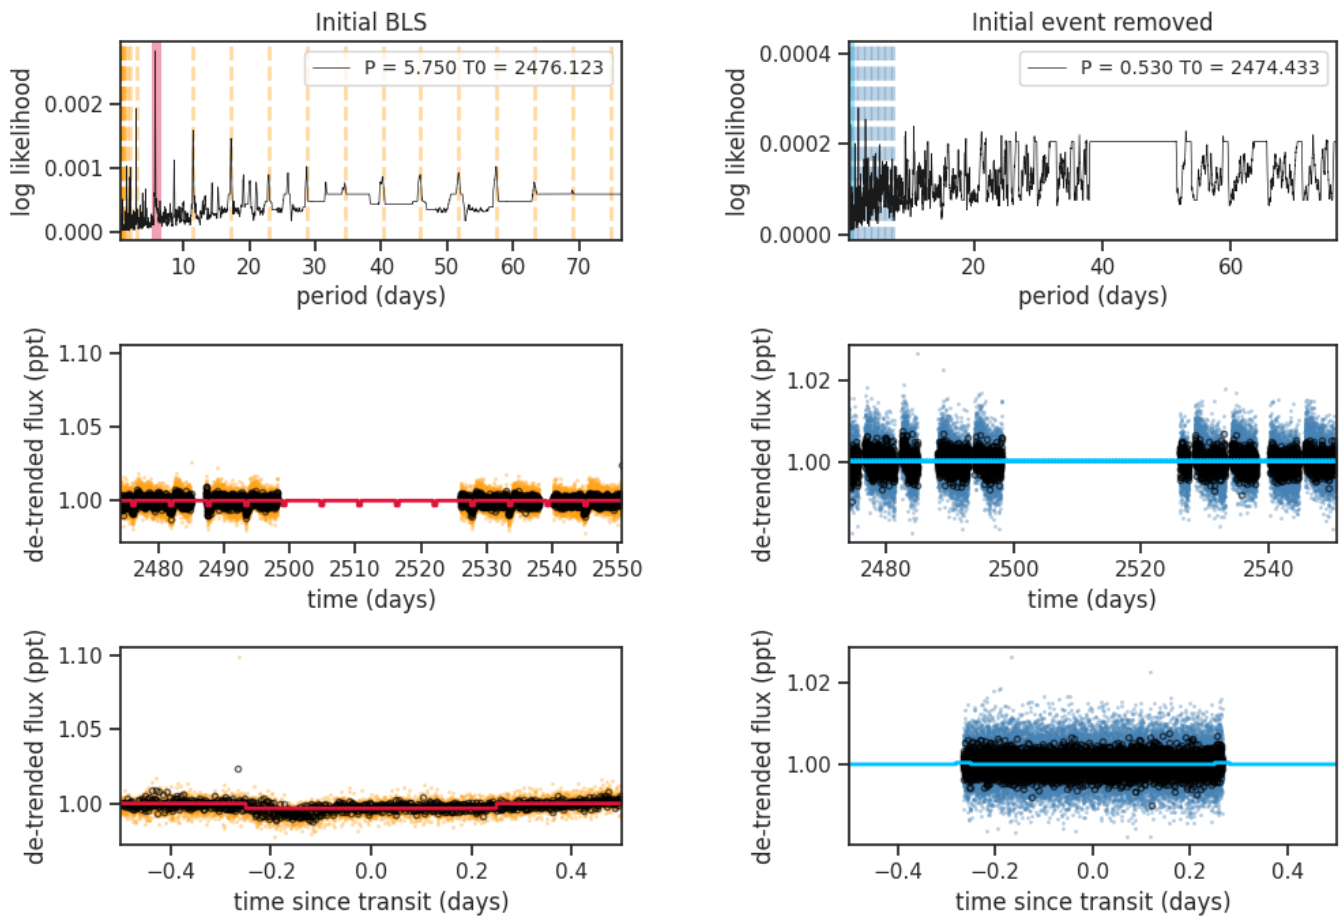 Initial BLS
P = 5.750 T0 = 2476.123
log likelihood
0.002
0.001
0.000
10 20 30 40 50 60 70
period (days)
Initial event removed
P = 0.530 T0 = 2474.433
log likelihood
0.0004
0.0002
0.0000
20 40 60
period (days)
de-trended flux (ppt)
1.10
1.05
1.00
2480 2490 2500 2510 2520 2530 2540 2550
time (days)
de-trended flux (ppt)
1.02
1.00
2480 2500 2520 2540
time (days)
de-trended flux (ppt)
1.10
1.05
1.00
−0.4 −0.2 0.0 0.2 0.4
time since transit (days)
de-trended flux (ppt)
1.02
1.00
−0.4 −0.2 0.0 0.2 0.4
time since transit (days)